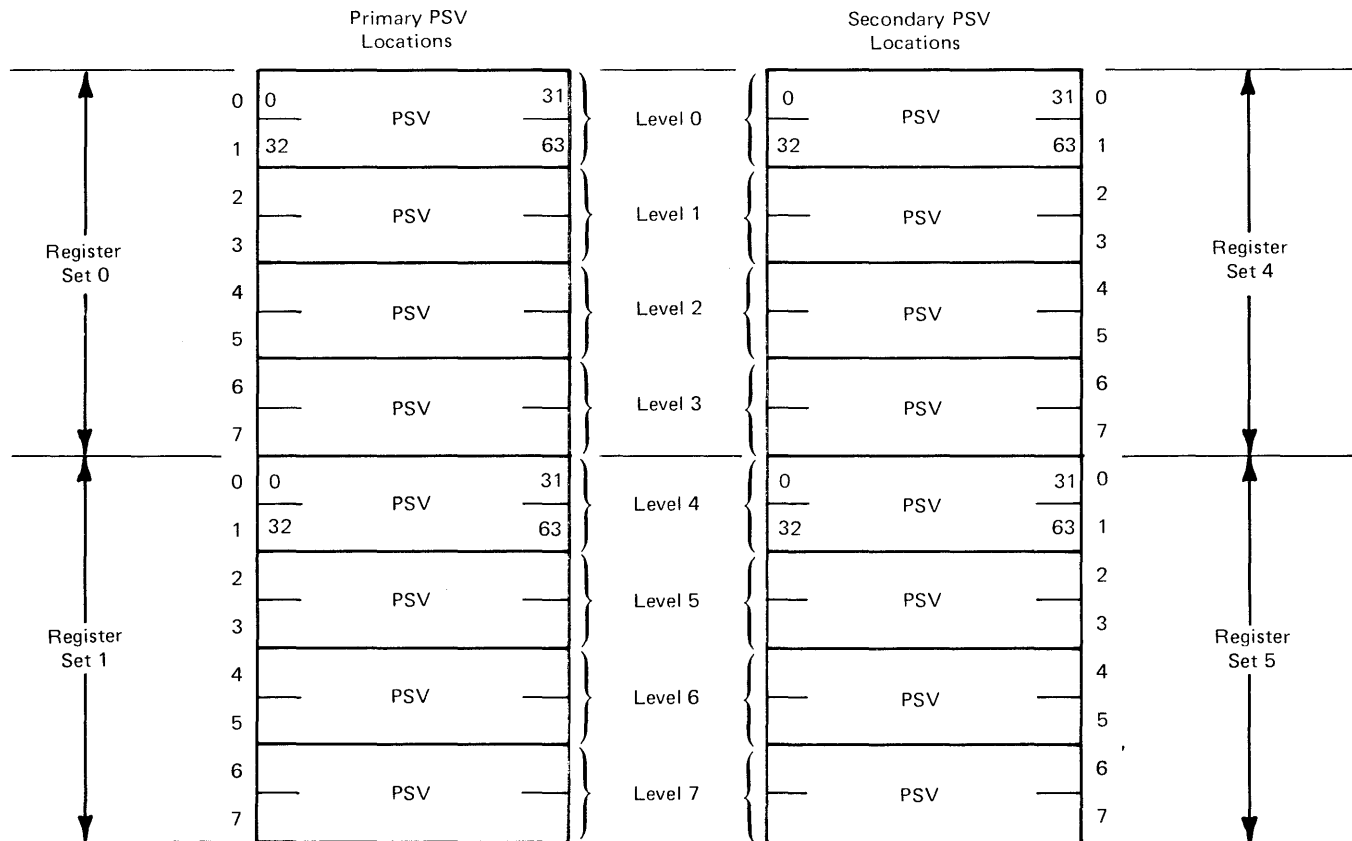 Primary PSV
Locations
Secondary PSV
Locations
0 0 31 0 31 0
PSV Level 0 PSV
1 32 63 32 63 1
2 2
PSV Level 1 PSV
3 3
Register
Set 0
Register
Set 4
4 4
PSV Level 2 PSV
5 5
6 6
PSV Level 3 PSV
7 7
0 0 31 0 31 0
PSV Level 4 PSV
1 32 63 32 63 1
2 2
PSV Level 5 PSV
3 3
Register
Set 1
Register
Set 5
4 4
PSV Level 6 PSV
5 5
6 6
PSV Level 7 PSV
7 7